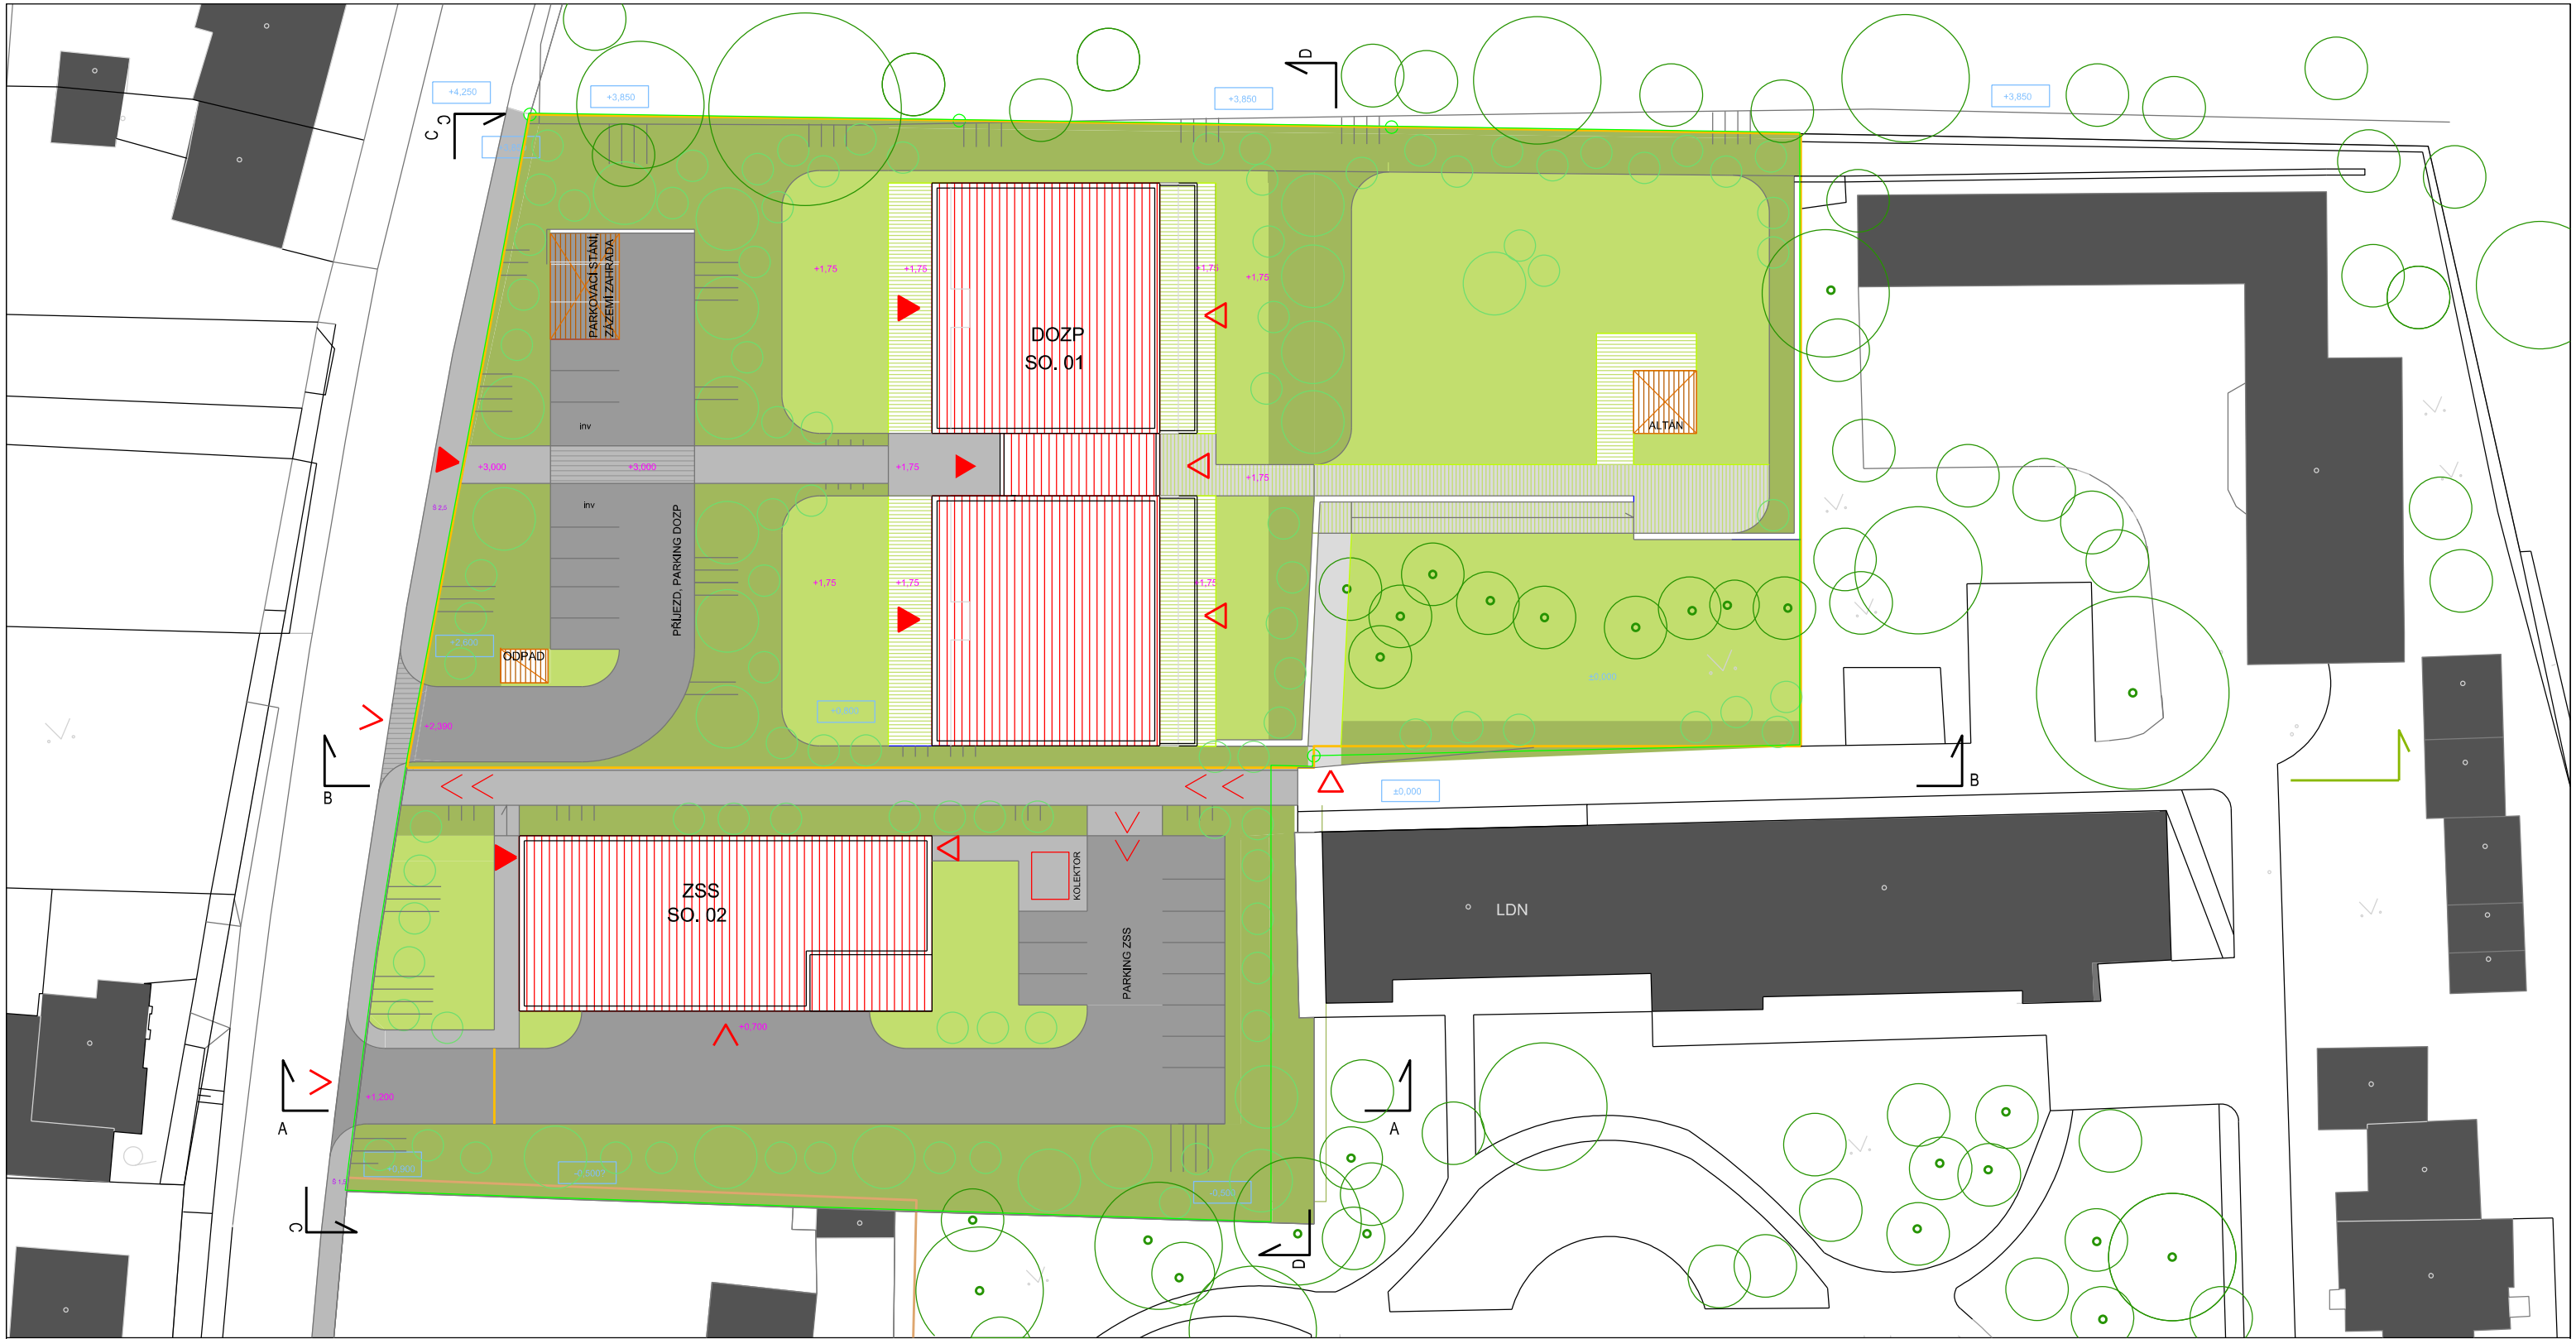 D
+4,250
+3,850
+3,850
+3,850
C
C
PARKOVACÍ STÁNÍ,
ZÁZEMÍ ZAHRADA
+1,75
+1,75
+1,75
+1,75
DOZP
SO. 01
inv
ALTÁN
+3,000
+3,000
+1,75
+1,75
inv
PŘÍJEZD, PARKING DOZP
+1,75
+1,75
+1,75
ODPAD
±0,000
+2,390
B
B
±0,000
KOLEKTOR
ZSS
SO. 02
LDN
PARKING ZSS
+0,700
+1,200
A
A
C
D